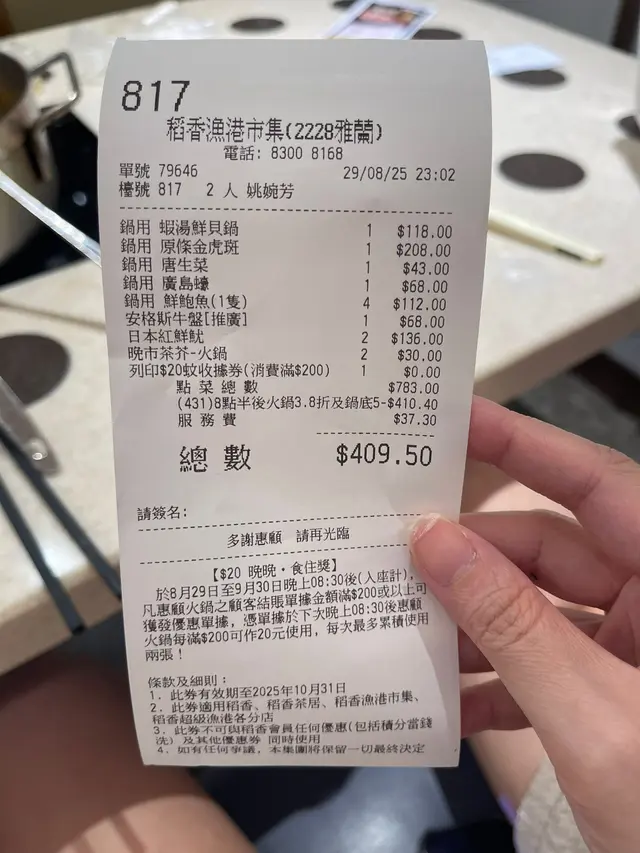 817
稻香漁港市集(2228雅蘭)
電話: 8300 8168
單號 79646 29/08/25 23:02
檯號 817 2 人 姚婉芳
鍋用 蝦湯鮮貝鍋 1 $118.00
鍋用 原條金虎斑 1 $208.00
鍋用 唐生菜 1 $43.00
鍋用 廣島蠔 1 $68.00
鍋用 鮮鮑魚(1隻) 4 $112.00
安格斯牛盤[推廣] 1 $68.00
日本紅鮮魷 2 $136.00
晚市茶芥-火鍋 2 $30.00
列印$20蚊收據券(消費滿$200) 1 $0.00
點菜總數 $783.00
(431)8點半後火鍋3.8折及鍋底5-$410.40
服務費 $37.30
總數 $409.50
請簽名:
多謝惠顧 請再光臨
【$20 晚晚·食住獎】
於8月29日至9月30日晚上08:30後(入座計),
凡惠顧火鍋之顧客結賬單據金額滿$200或以上可
獲發優惠單據, 憑單據於下次晚上08:30後惠顧
火鍋每滿$200可作20元使用, 每次最多累積使用
兩張!
條款及細則:
1. 此券有效期至2025年10月31日
2. 此券適用稻香、稻香茶居、稻香漁港市集、
稻香超級漁港各分店
3. 此券不可與稻香會員任何優惠(包括積分當錢
洗)及其他優惠券 同時使用
4. 如有任何爭議, 本集團將保留一切最終決定